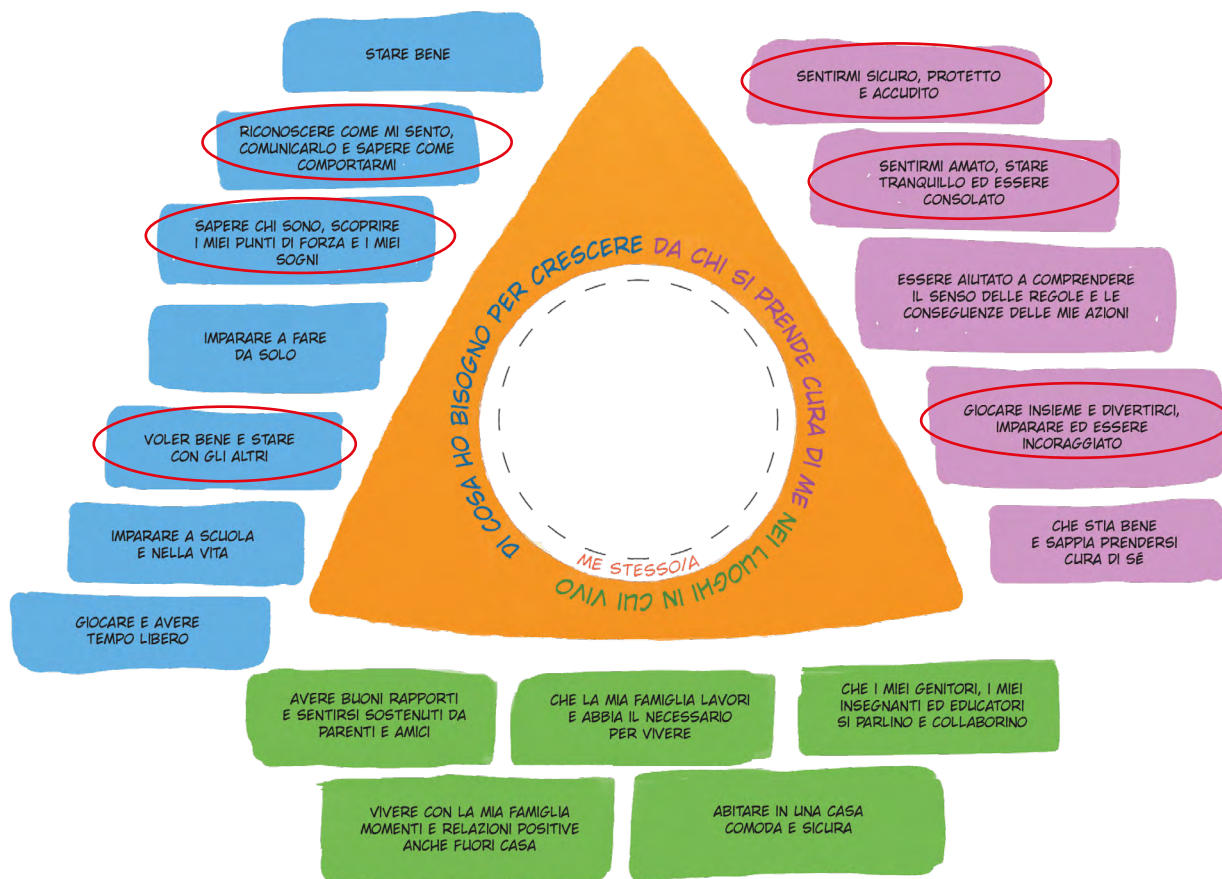 STARE BENE
RICONOSCERE COME MI SENTO,
COMUNICARLO E SAPERE COME
COMPORTARMI
SAPERE CHI SONO, SCOPRIRE
I MIEI PUNTI DI FORZA E I MIEI
SOGNI
IMPARARE A FARE
DA SOLO
VOLER BENE E STARE
CON GLI ALTRI
IMPARARE A SCUOLA
E NELLA VITA
GIOCARE E AVERE
TEMPO LIBERO
DI COSA HO BISOGNO PER CRESCERE
DA CHI SI PRENDE CURA DI ME
NEI LUOGHI IN CUI VIVO
ME STESSO/A
SENTIRMI SICURO, PROTETTO
E ACCUDITO
SENTIRMI AMATO, STARE
TRANQUILLO ED ESSERE
CONSOLATO
ESSERE AIUTATO A COMPRENDERE
IL SENSO DELLE REGOLE E LE
CONSEGUENZE DELLE MIE AZIONI
GIOCARE INSIEME E DIVERTIRCI,
IMPARARE ED ESSERE
INCORAGGIATO
CHE STIA BENE
E SAPPIA PRENDERSI
CURA DI SÉ
AVERE BUONI RAPPORTI
E SENTIRSI SOSTENUTI DA
PARENTI E AMICI
CHE LA MIA FAMIGLIA LAVORI
E ABBIA IL NECESSARIO
PER VIVERE
CHE I MIEI GENITORI, I MIEI
INSEGNANTI ED EDUCATORI
SI PARLINO E COLLABORINO
VIVERE CON LA MIA FAMIGLIA
MOMENTI E RELAZIONI POSITIVE
ANCHE FUORI CASA
ABITARE IN UNA CASA
COMODA E SICURA